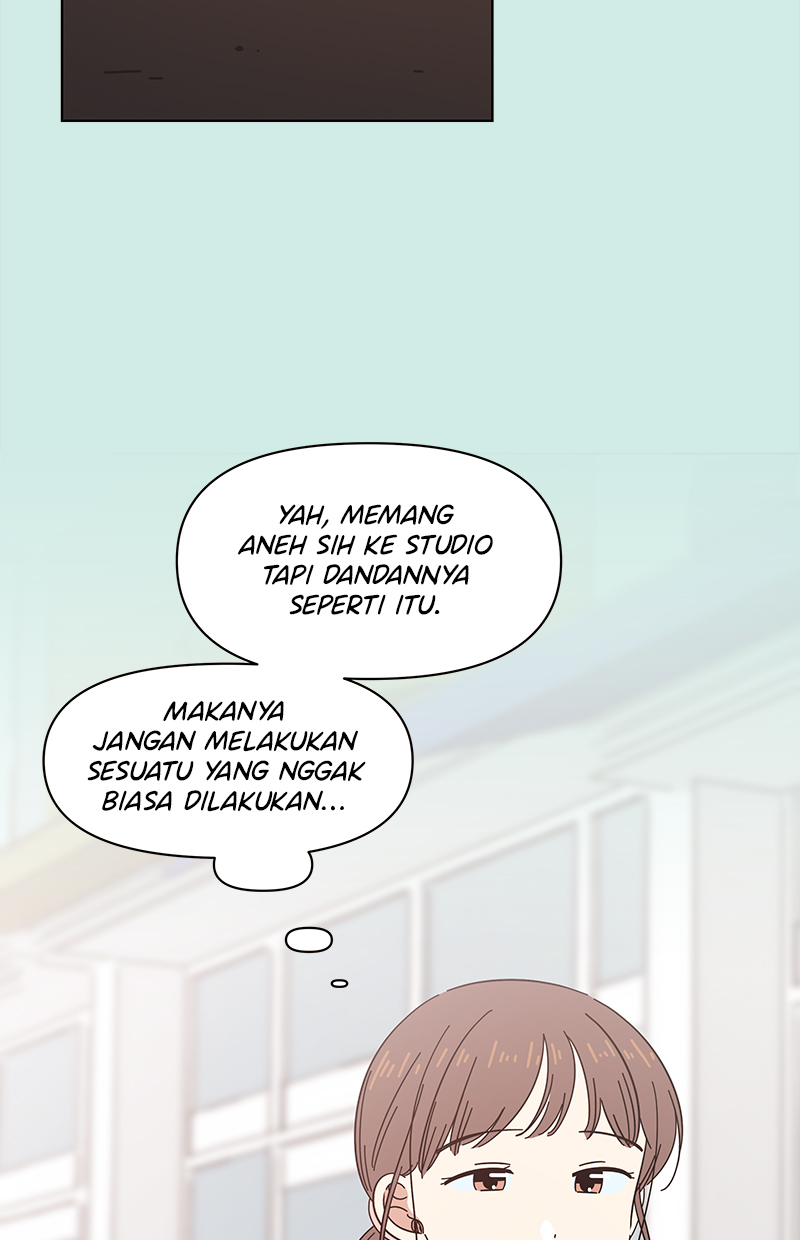 YAH, MEMANG
ANEH SIH KE STUDIO
TAPI DANDANNYA
SEPERTI ITU.
MAKANYA
JANGAN MELAKUKAN
SESUATU YANG NGGAK
BIASA DILAKUKAN...